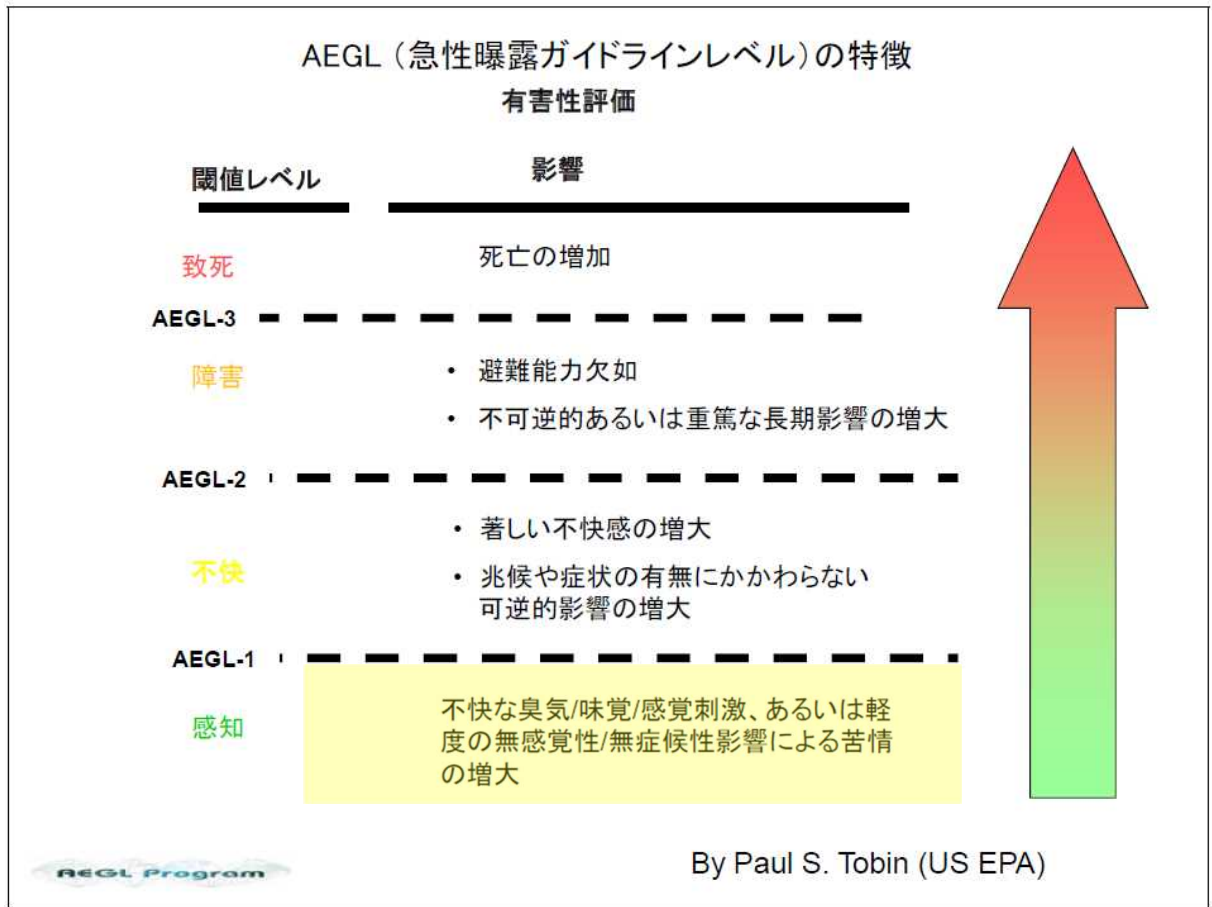 AEGL（急性曝露ガイドラインレベル）の特徴
有害性評価
閾値レベル
影響
致死
死亡の増加
AEGL-3
障害
・ 避難能力欠如
・ 不可逆的あるいは重篤な長期影響の増大
AEGL-2
不快
・ 著しい不快感の増大
・ 兆候や症状の有無にかかわらない
可逆的影響の増大
AEGL-1
感知
不快な臭気/味覚/感覚刺激、あるいは軽
度の無感覚性/無症候性影響による苦情
の増大
AEGL Program
By Paul S. Tobin (US EPA)